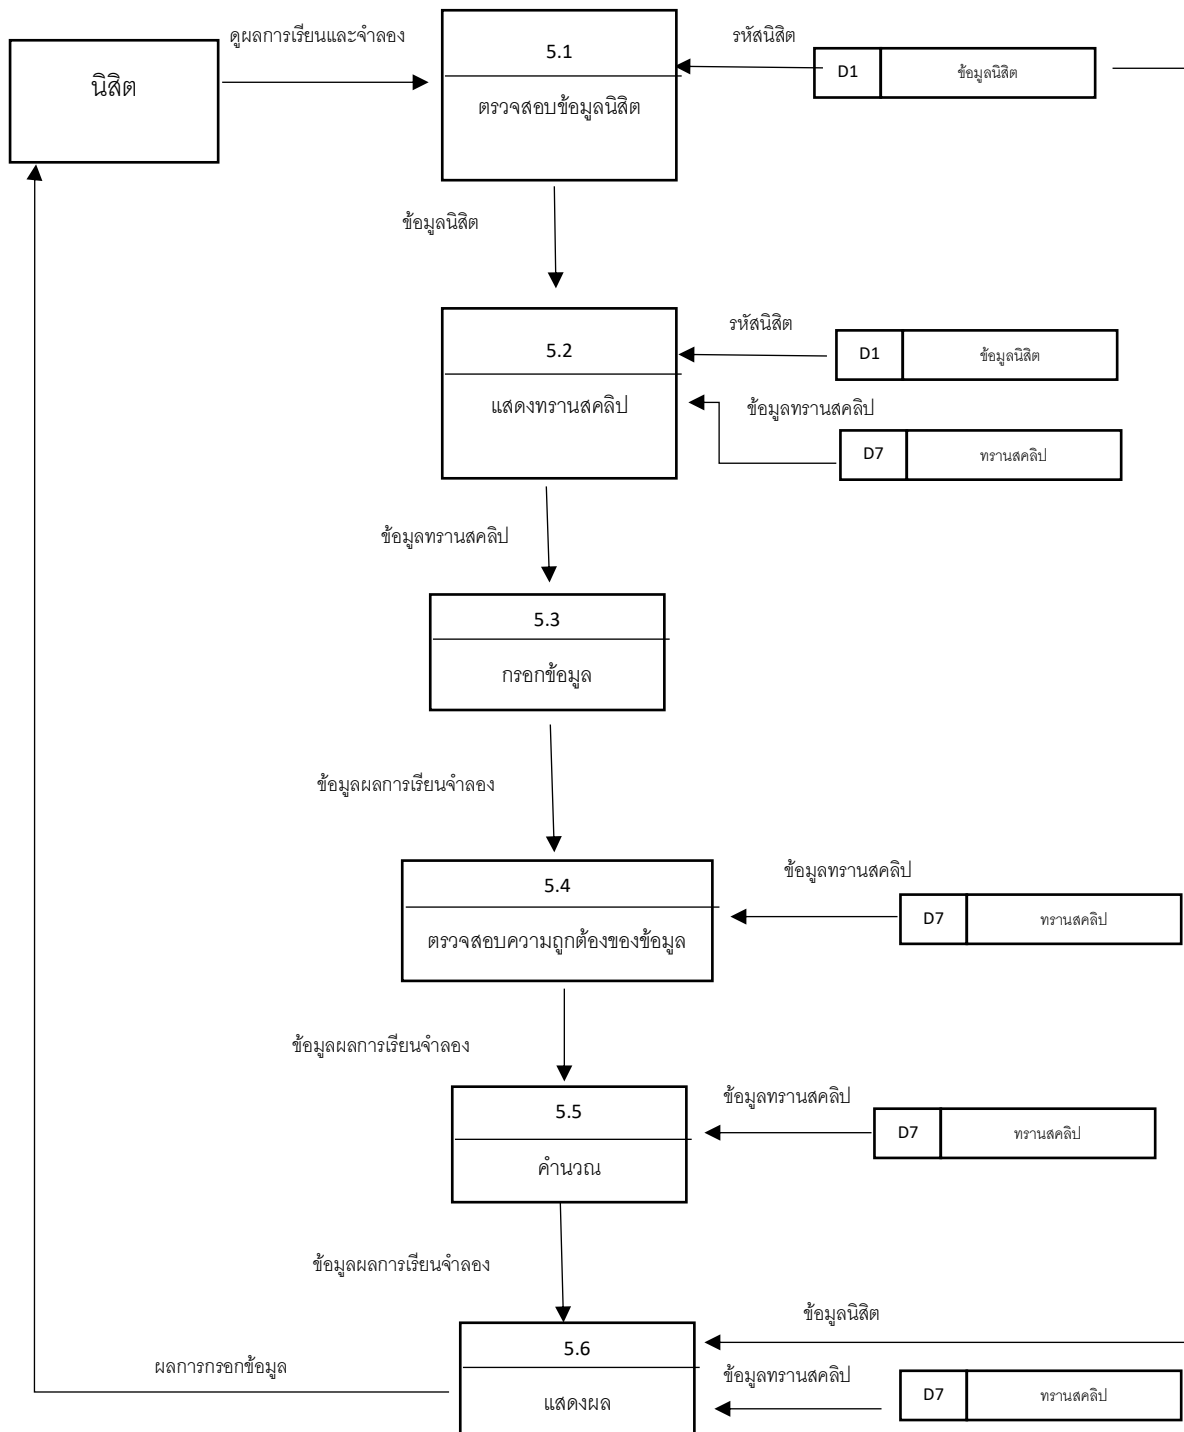 ดูผลการเรียนและจำลอง
นิสิต
5.1
ตรวจสอบข้อมูลนิสิต
รหัสนิสิต
D1
ข้อมูลนิสิต
ข้อมูลนิสิต
5.2
แสดงทรานสคลิป
รหัสนิสิต
D1
ข้อมูลนิสิต
ข้อมูลทรานสคลิป
D7
ทรานสคลิป
ข้อมูลทรานสคลิป
5.3
กรอกข้อมูล
ข้อมูลผลการเรียนจำลอง
5.4
ตรวจสอบความถูกต้องของข้อมูล
ข้อมูลทรานสคลิป
D7
ทรานสคลิป
ข้อมูลผลการเรียนจำลอง
5.5
คำนวณ
ข้อมูลทรานสคลิป
D7
ทรานสคลิป
ข้อมูลผลการเรียนจำลอง
ข้อมูลนิสิต
5.6
แสดงผล
ผลการกรอกข้อมูล
ข้อมูลทรานสคลิป
D7
ทรานสคลิป